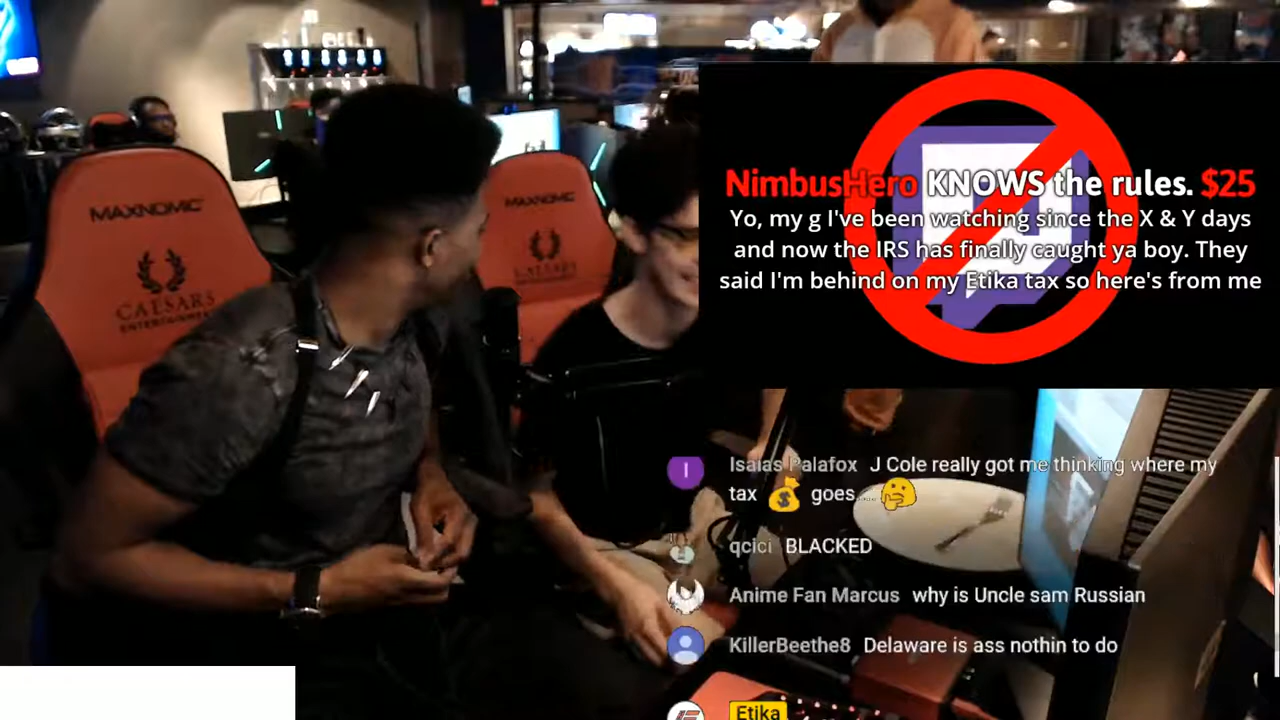 MAXNOMIC
CAESARS
ENTERTAINMENT
MAXNOMIC
CAESARS
NimbusHero KNOWS the rules. $25
Yo, my g I've been watching since the X & Y days
and now the IRS has finally caught ya boy. They
said I'm behind on my Etika tax so here's from me
I Isaias Palafox J Cole really got me thinking where my
tax 💰 goes.... 🤔
qcici BLACKED
Anime Fan Marcus why is Uncle sam Russian
KillerBeethe8 Delaware is ass nothin to do
Etika